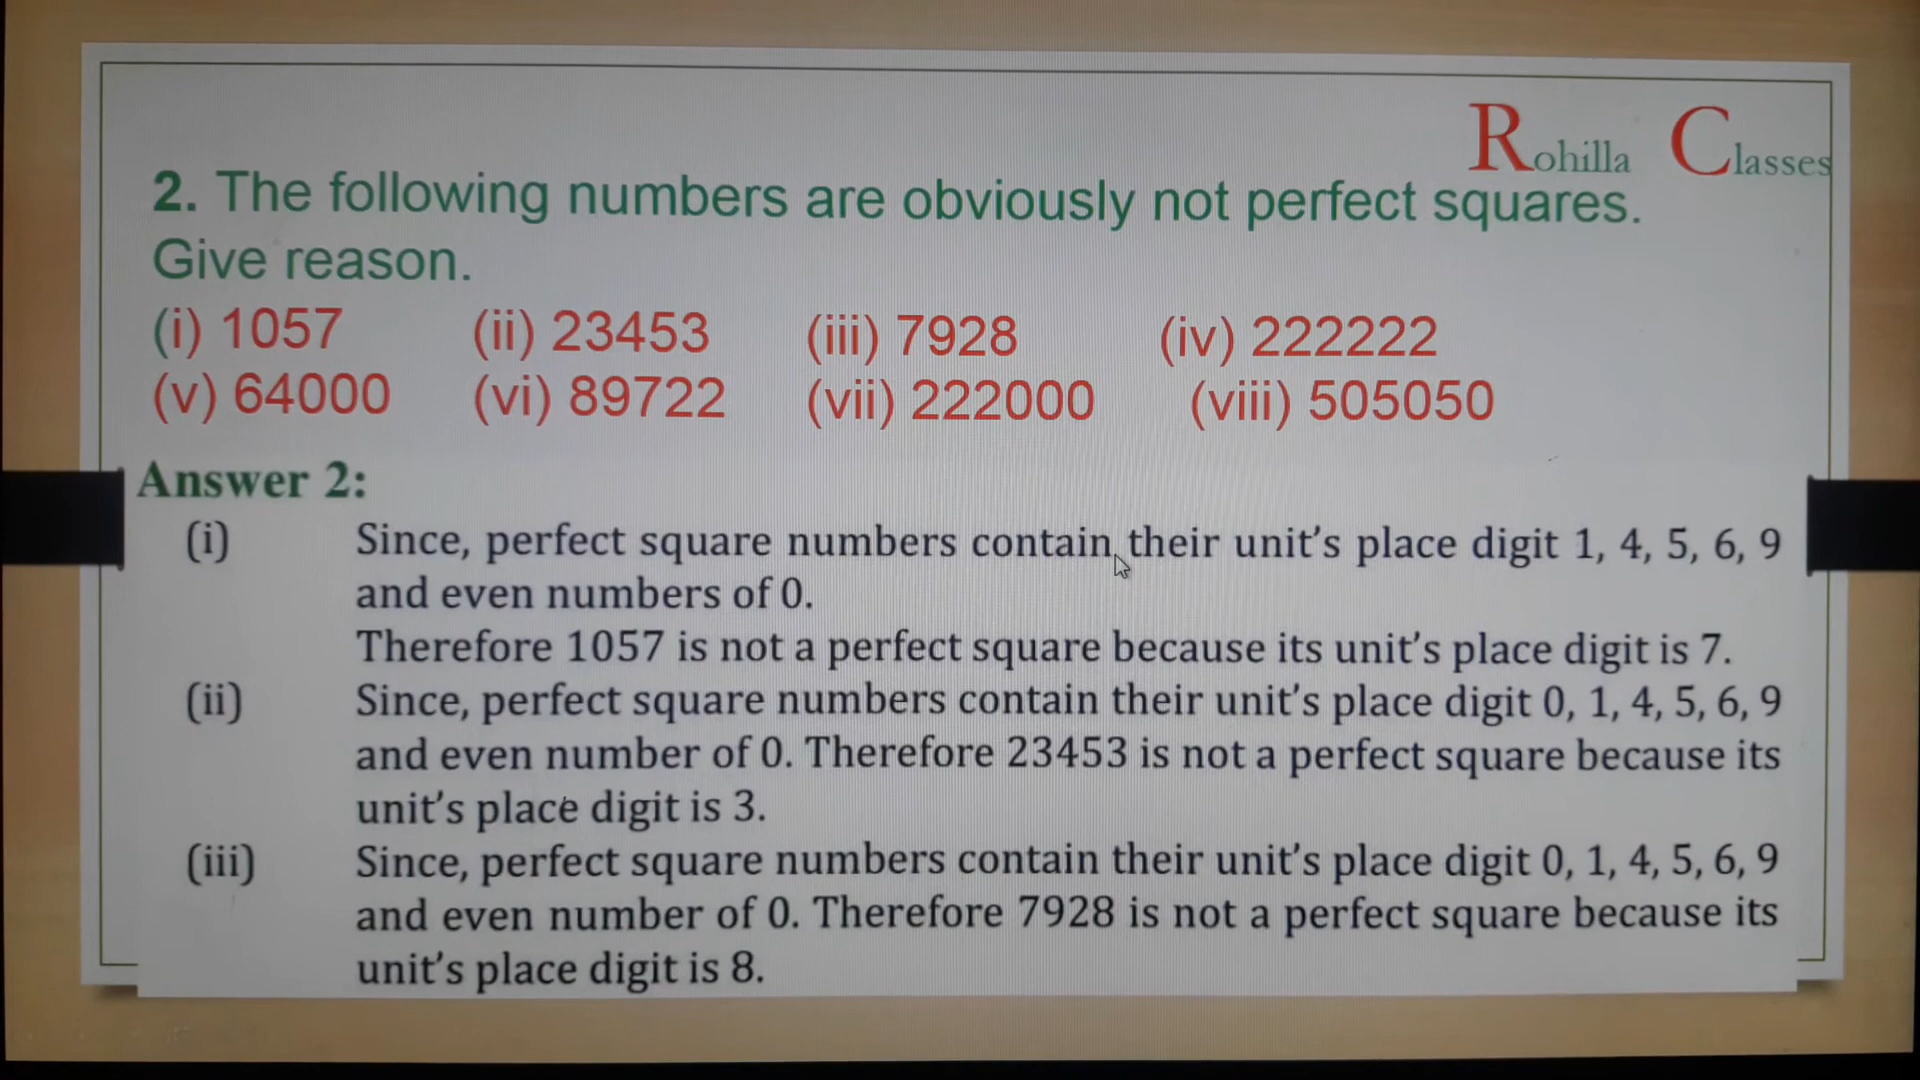 Rohilla Classes
2. The following numbers are obviously not perfect squares.
Give reason.
(i) 1057 (ii) 23453 (iii) 7928 (iv) 222222
(v) 64000 (vi) 89722 (vii) 222000 (viii) 505050
Answer 2:
(i) Since, perfect square numbers contain their unit's place digit 1, 4, 5, 6, 9
and even numbers of 0.
Therefore 1057 is not a perfect square because its unit's place digit is 7.
(ii) Since, perfect square numbers contain their unit's place digit 0, 1, 4, 5, 6, 9
and even number of 0. Therefore 23453 is not a perfect square because its
unit's place digit is 3.
(iii) Since, perfect square numbers contain their unit's place digit 0, 1, 4, 5, 6, 9
and even number of 0. Therefore 7928 is not a perfect square because its
unit's place digit is 8.